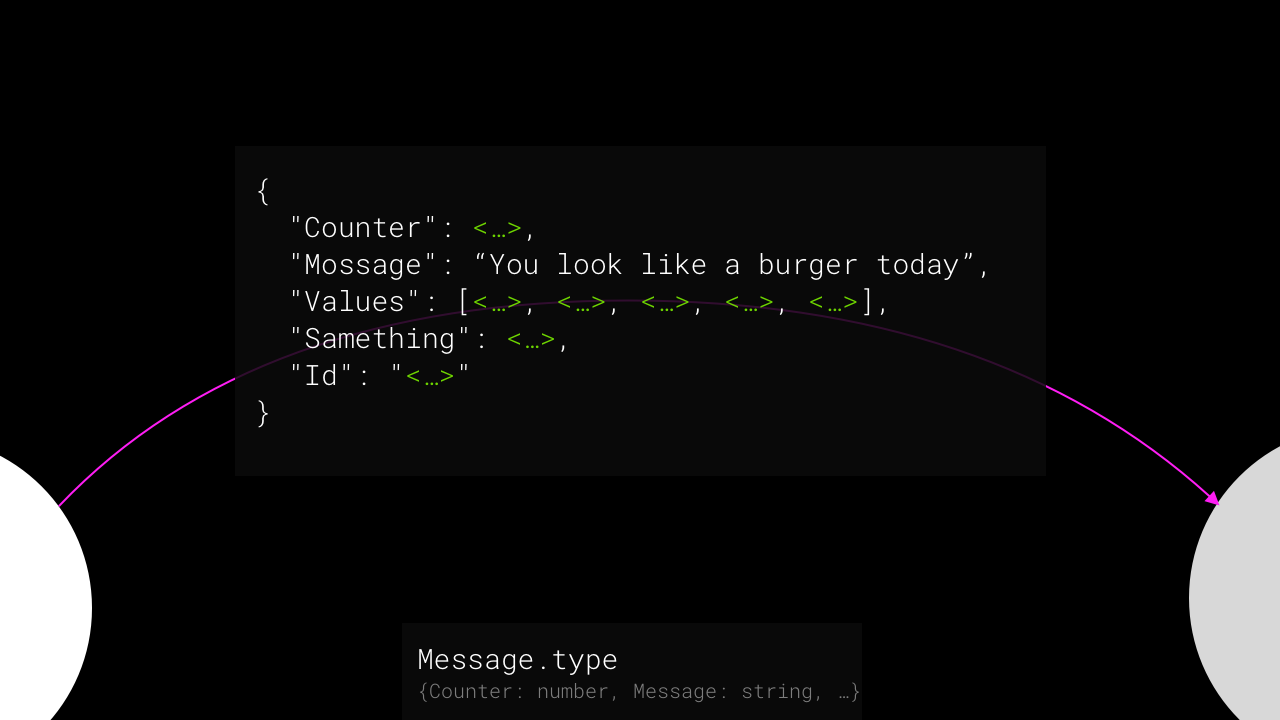 {
"Counter": <…>,
"Mossage": “You look like a burger today”,
"Values": [<…>, <…>, <…>, <…>, <…>],
"Samething": <…>,
"Id": "<…>"
}
Message.type
{Counter: number, Message: string, …}